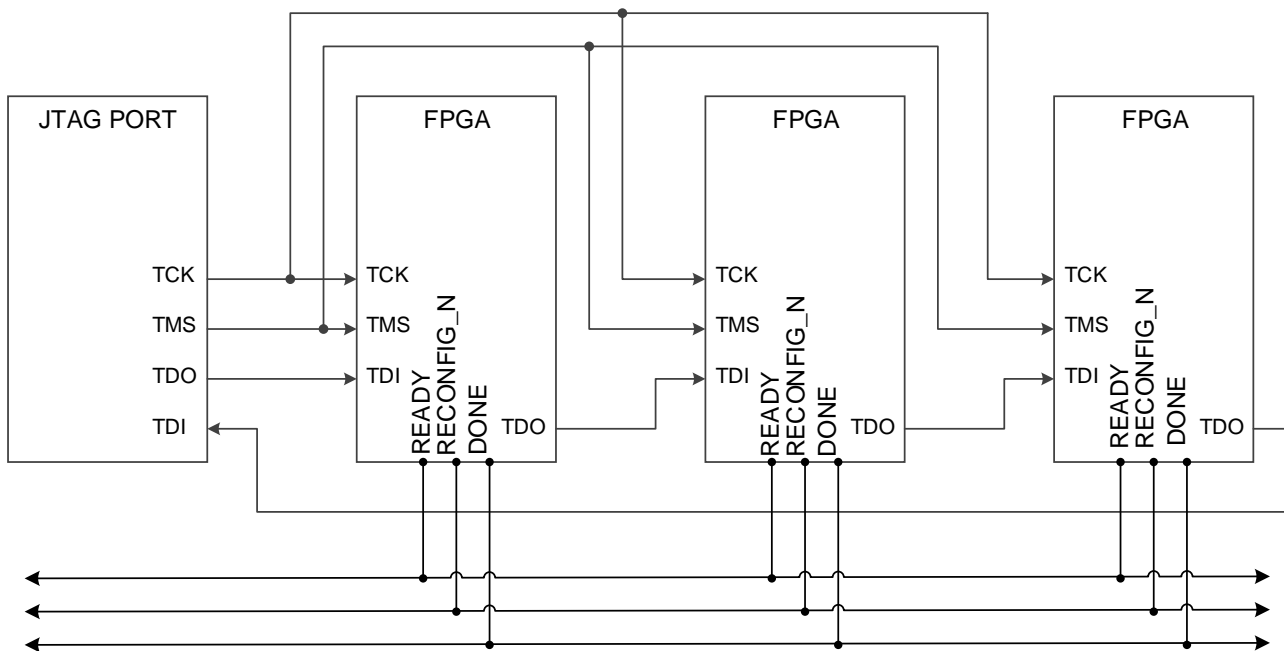 JTAG PORT
TCK
TMS
TDO
TDI
FPGA
TCK
TMS
TDI
READY
RECONFIG_N
DONE
TDO
FPGA
TCK
TMS
TDI
READY
RECONFIG_N
DONE
TDO
FPGA
TCK
TMS
TDI
READY
RECONFIG_N
DONE
TDO